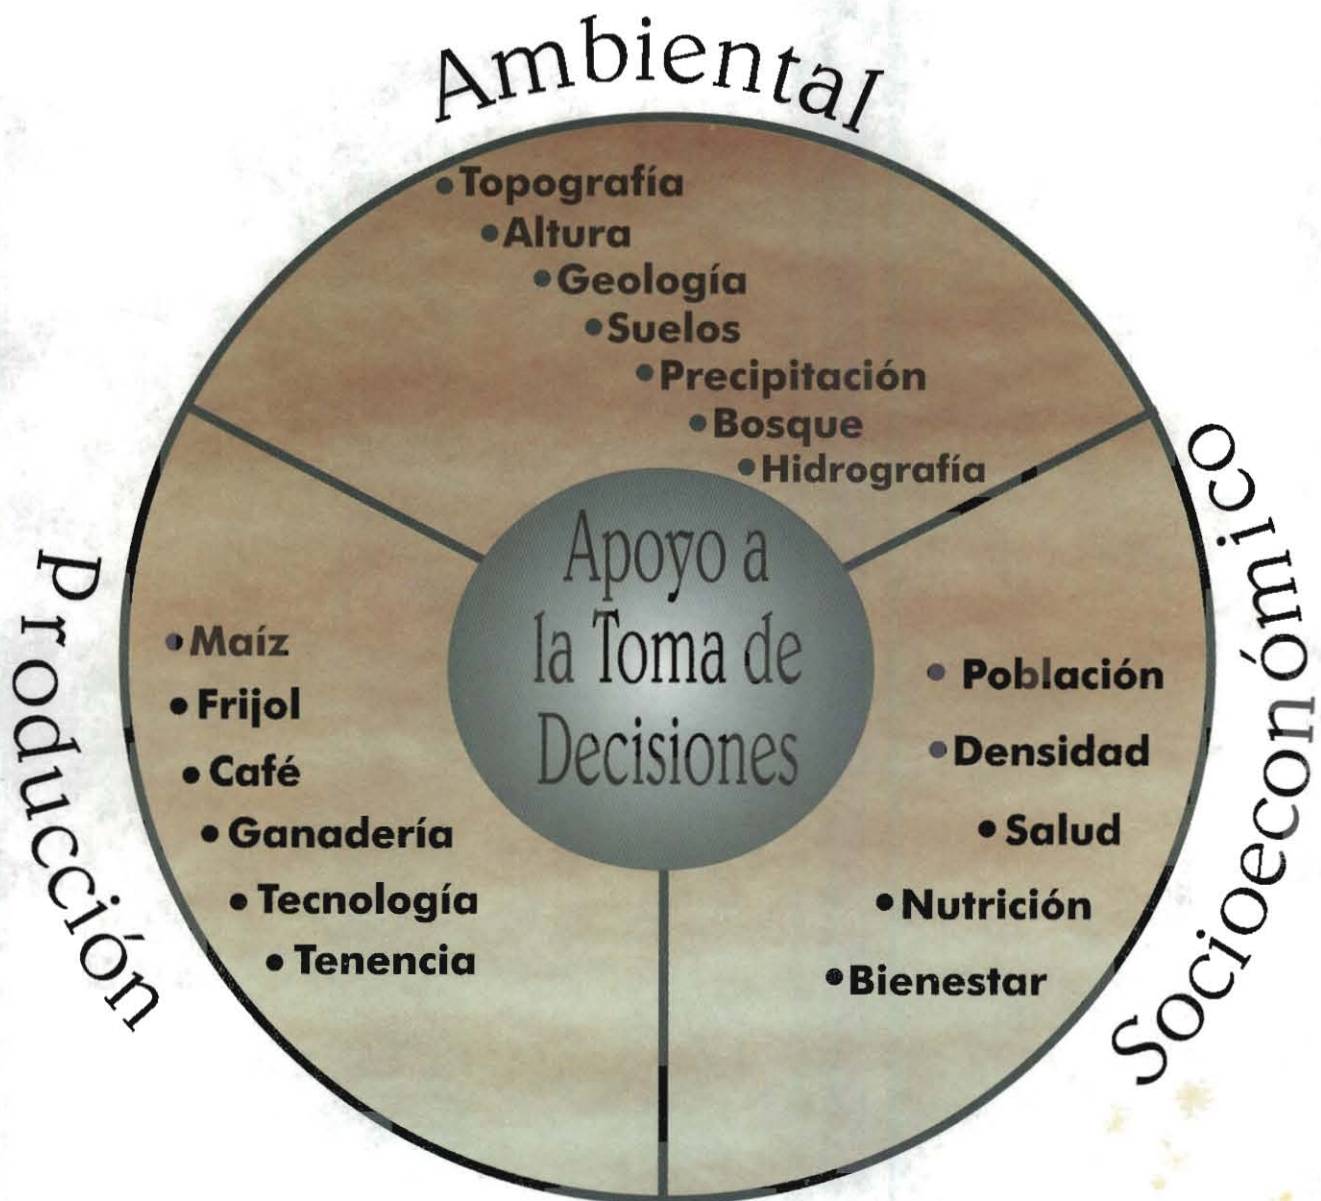 Ambiental
•Topografía
•Altura
•Geología
•Suelos
•Precipitación
•Bosque
•Hidrografía
Apoyo a
la Toma de
Decisiones
Producción
•Maíz
•Frijol
•Café
•Ganadería
•Tecnología
•Tenencia
Socioeconómico
•Población
•Densidad
•Salud
•Nutrición
•Bienestar